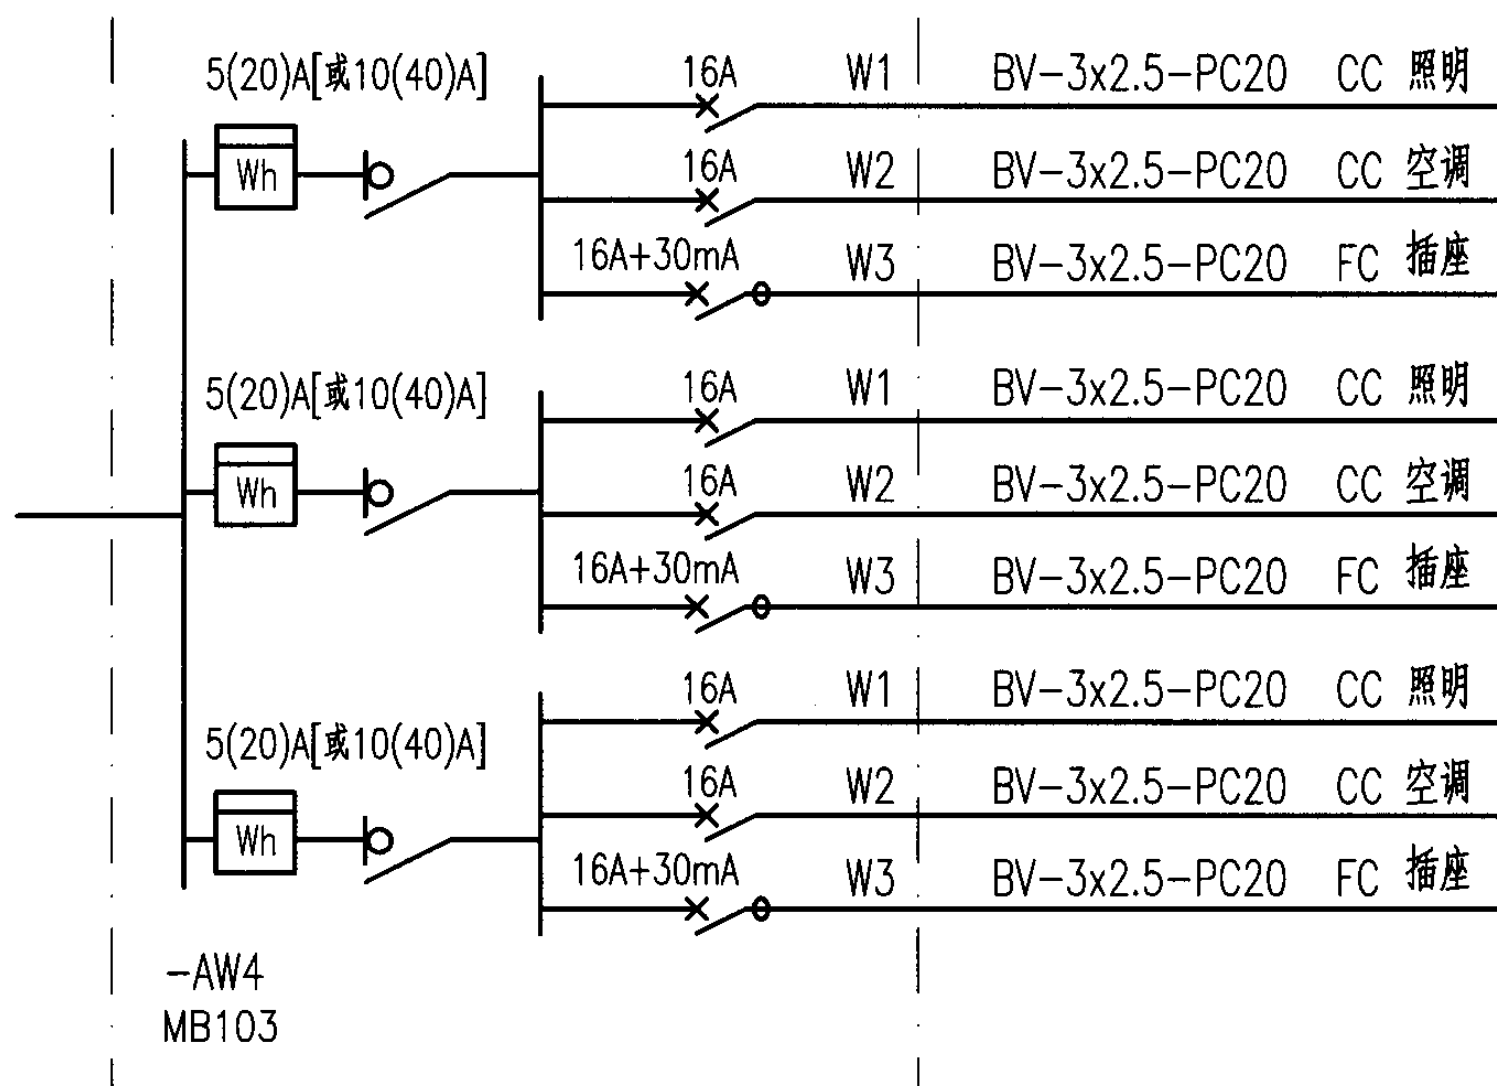 5(20)A[或10(40)A]
16A W1 BV-3x2.5-PC20 CC 照明
Wh
16A W2 BV-3x2.5-PC20 CC 空调
16A+30mA W3 BV-3x2.5-PC20 FC 插座
5(20)A[或10(40)A]
16A W1 BV-3x2.5-PC20 CC 照明
Wh
16A W2 BV-3x2.5-PC20 CC 空调
16A+30mA W3 BV-3x2.5-PC20 FC 插座
5(20)A[或10(40)A]
16A W1 BV-3x2.5-PC20 CC 照明
Wh
16A W2 BV-3x2.5-PC20 CC 空调
16A+30mA W3 BV-3x2.5-PC20 FC 插座
-AW4
MB103